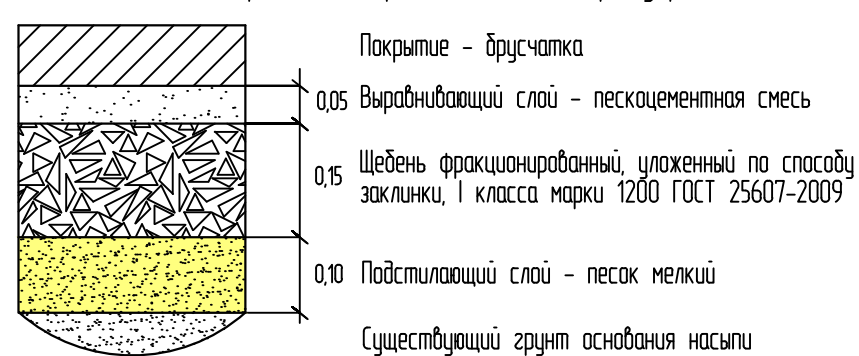 Покрытие - брусчатка
0,05 Выравнивающий слой - пескоцементная смесь
0,15 Щебень фракционированный, уложенный по способу
заклинки, I класса марки 1200 ГОСТ 25607-2009
0,10 Подстилающий слой - песок мелкий
Существующий грунт основания насыпи